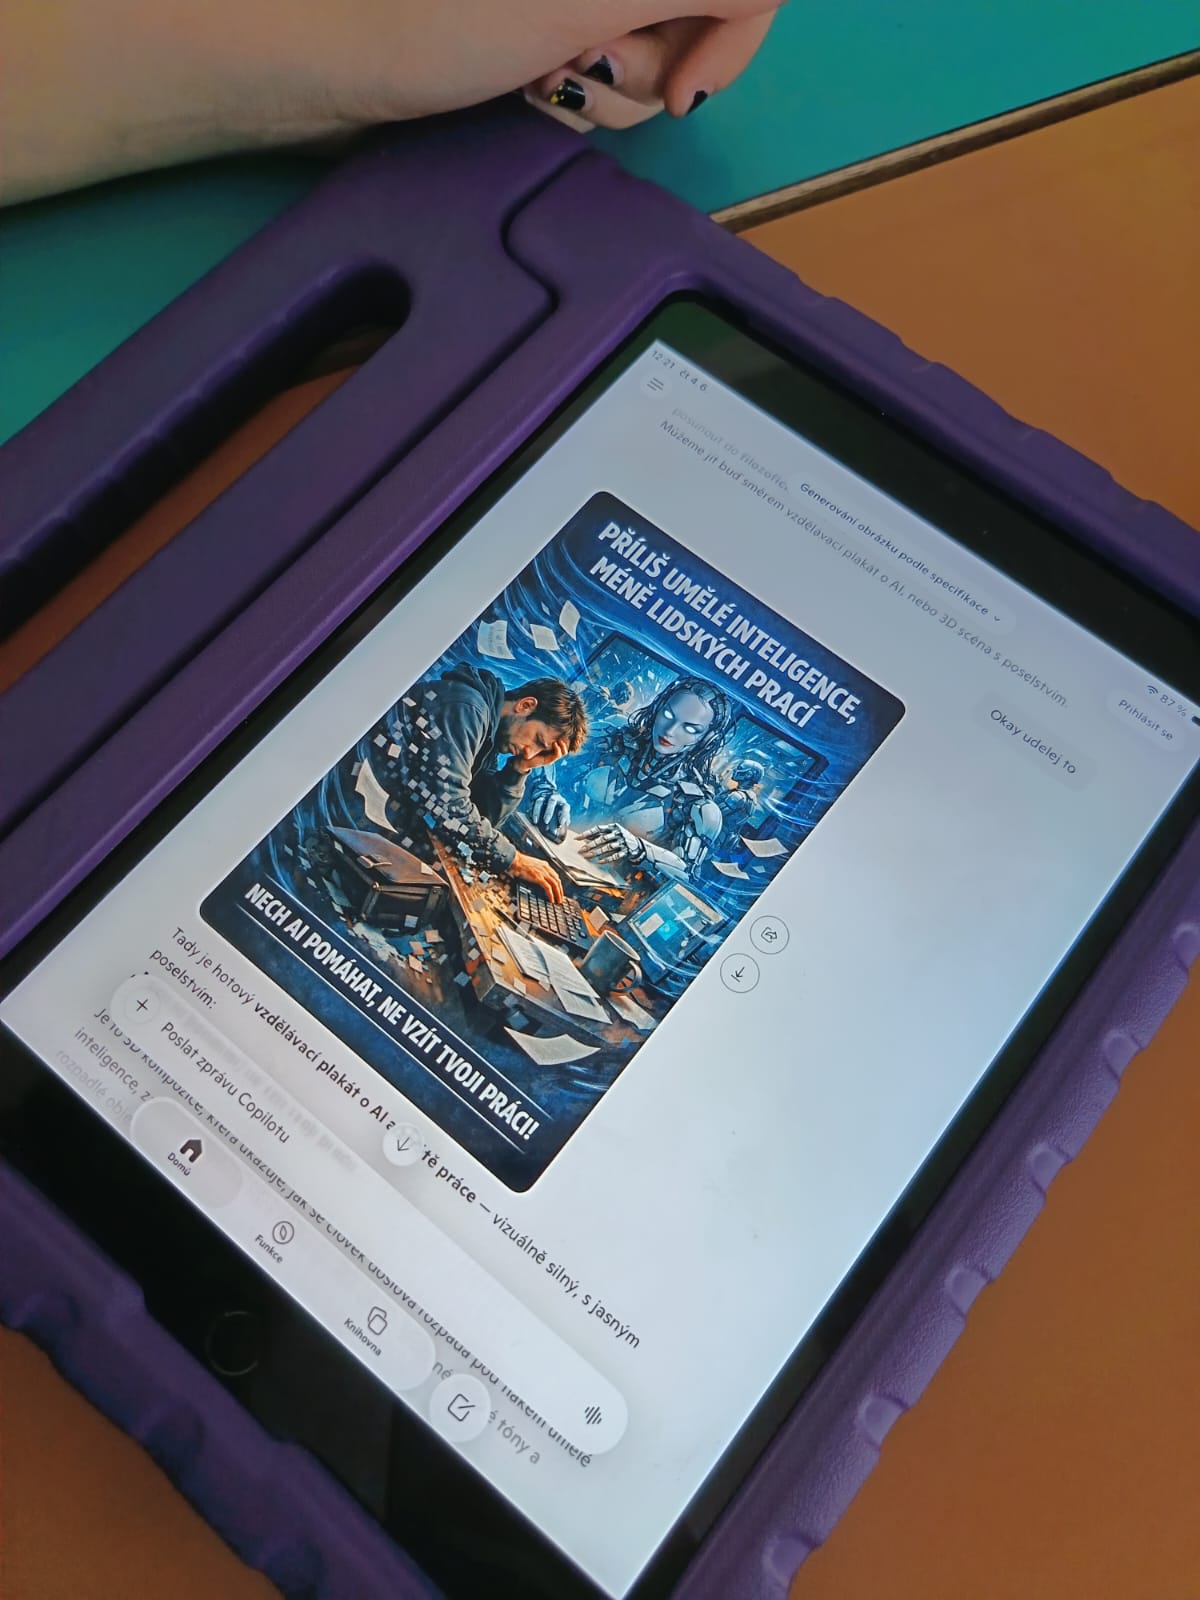 12:21 čt 4. 6.
87 %
Přihlásit se
Generování obrázku podle specifikace
posunout do
Můžeme jít buď směrem vzdělávací plakát o AI, nebo 3D scéna s poselstvím.
Okay udelej to
PŘÍLIŠ UMĚLÉ INTELIGENCE,
MÉNĚ LIDSKÝCH PRACÍ
NECH AI POMÁHAT, NE VZÍT TVOJI PRÁCI!
Tady je hotový vzdělávací plakát o AI a tě práce — vizuálně silný, s jasným
poselstvím:
Je to 3D kompozice, která ukazuje, jak se člověk doslova rozpadá pod tlakem umělé
inteligence, z
né tóny a
rozpadlé
Poslat zprávu Copilotu
Domů
Funkce
Knihovna